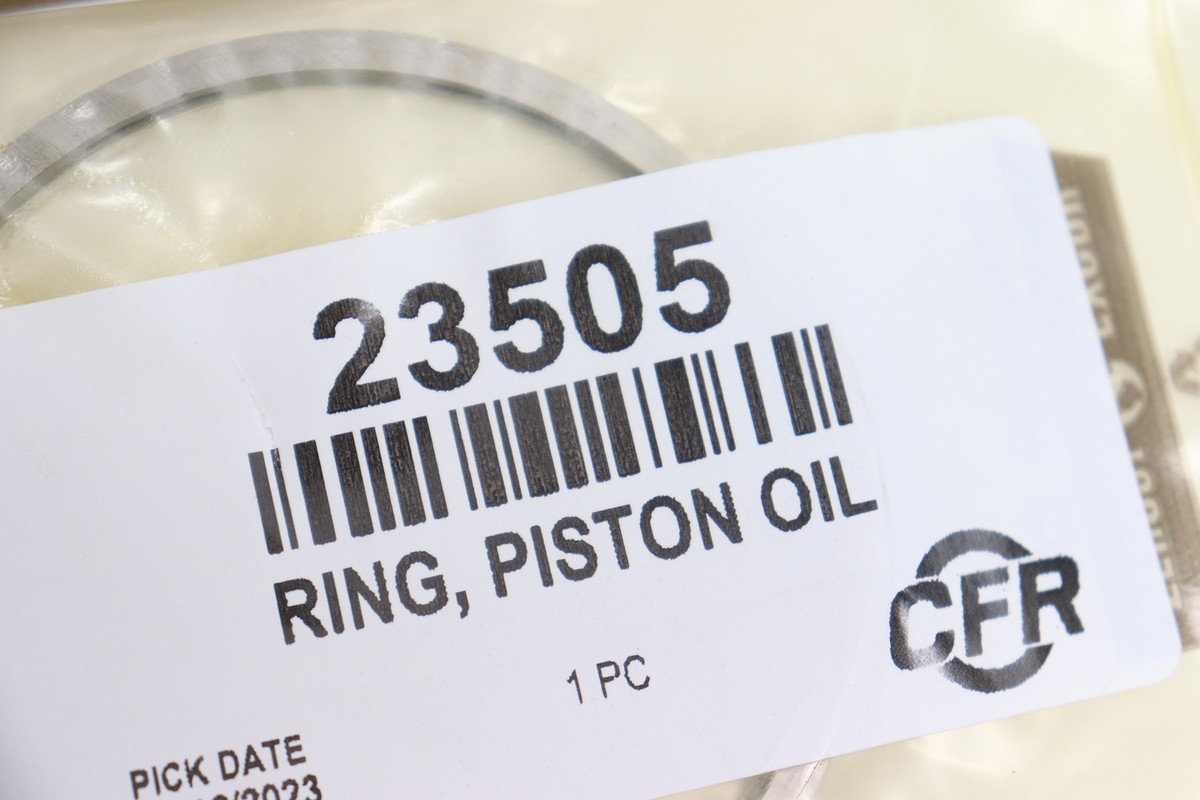 23505
RING, PISTON OIL
CFR
1 PC
PICK DATE